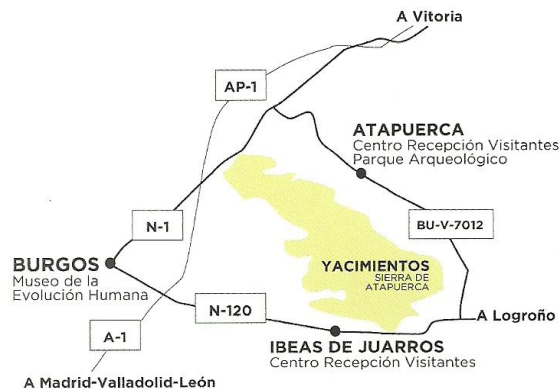 A Vitoria
AP-1
ATAPUERCA
Centro Recepción Visitantes
Parque Arqueológico
N-1
BU-V-7012
BURGOS
Museo de la
Evolución Humana
YACIMIENTOS
SIERRA DE
ATAPUERCA
N-120
A Logroño
A-1
IBEAS DE JUARROS
Centro Recepción Visitantes
A Madrid-Valladolid-León